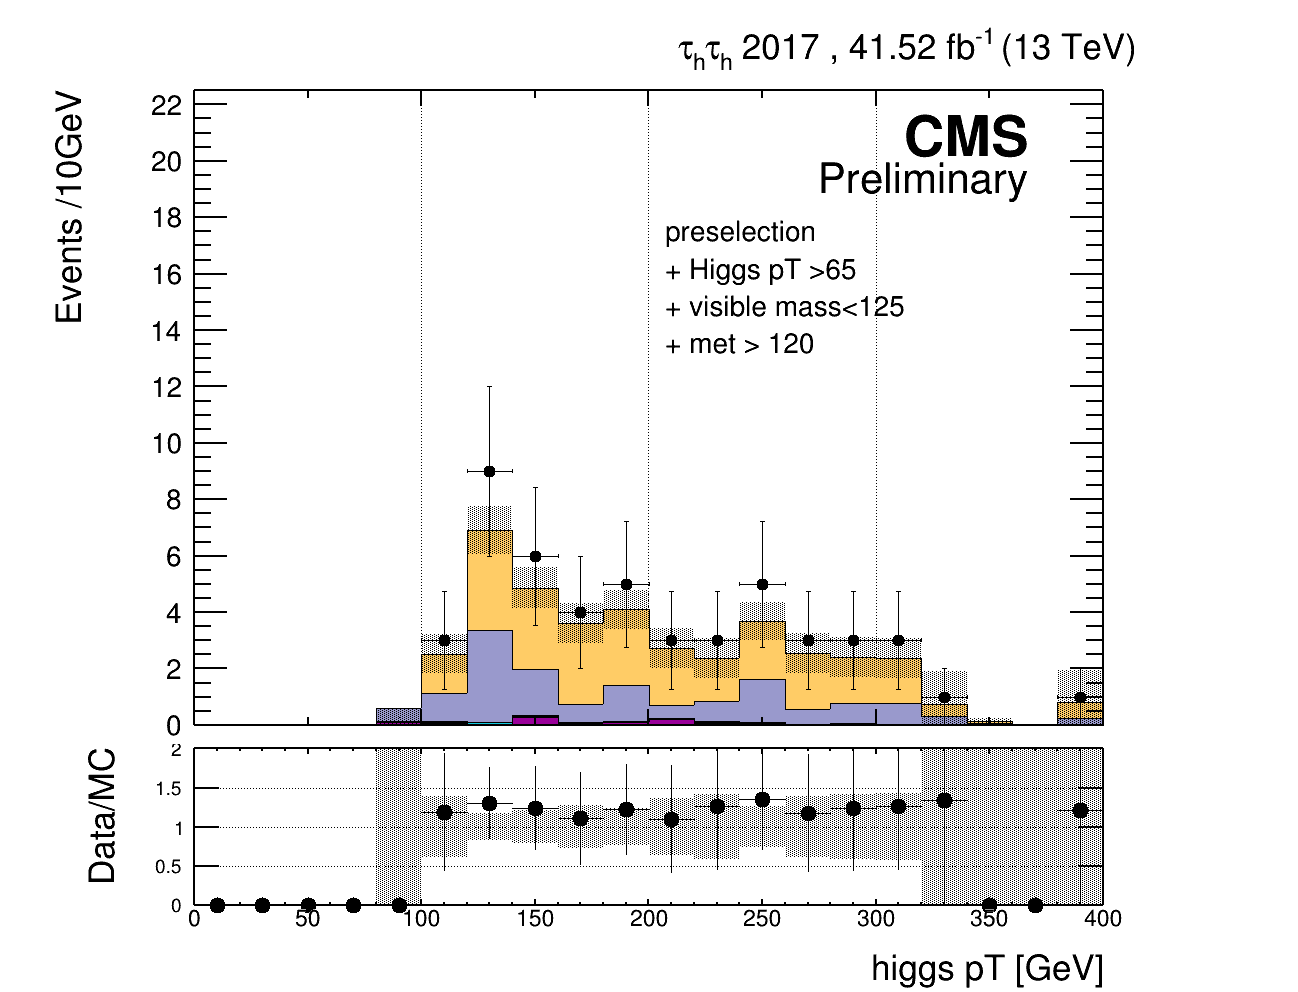 τhτh 2017 , 41.52 fb-1 (13 TeV)
Events /10GeV
22
20
18
16
14
12
10
8
6
4
2
0
CMS
Preliminary
preselection
+ Higgs pT >65
+ visible mass<125
+ met > 120
Data/MC
2
1.5
1
0.5
0
0 50 100 150 200 250 300 350 400
higgs pT [GeV]